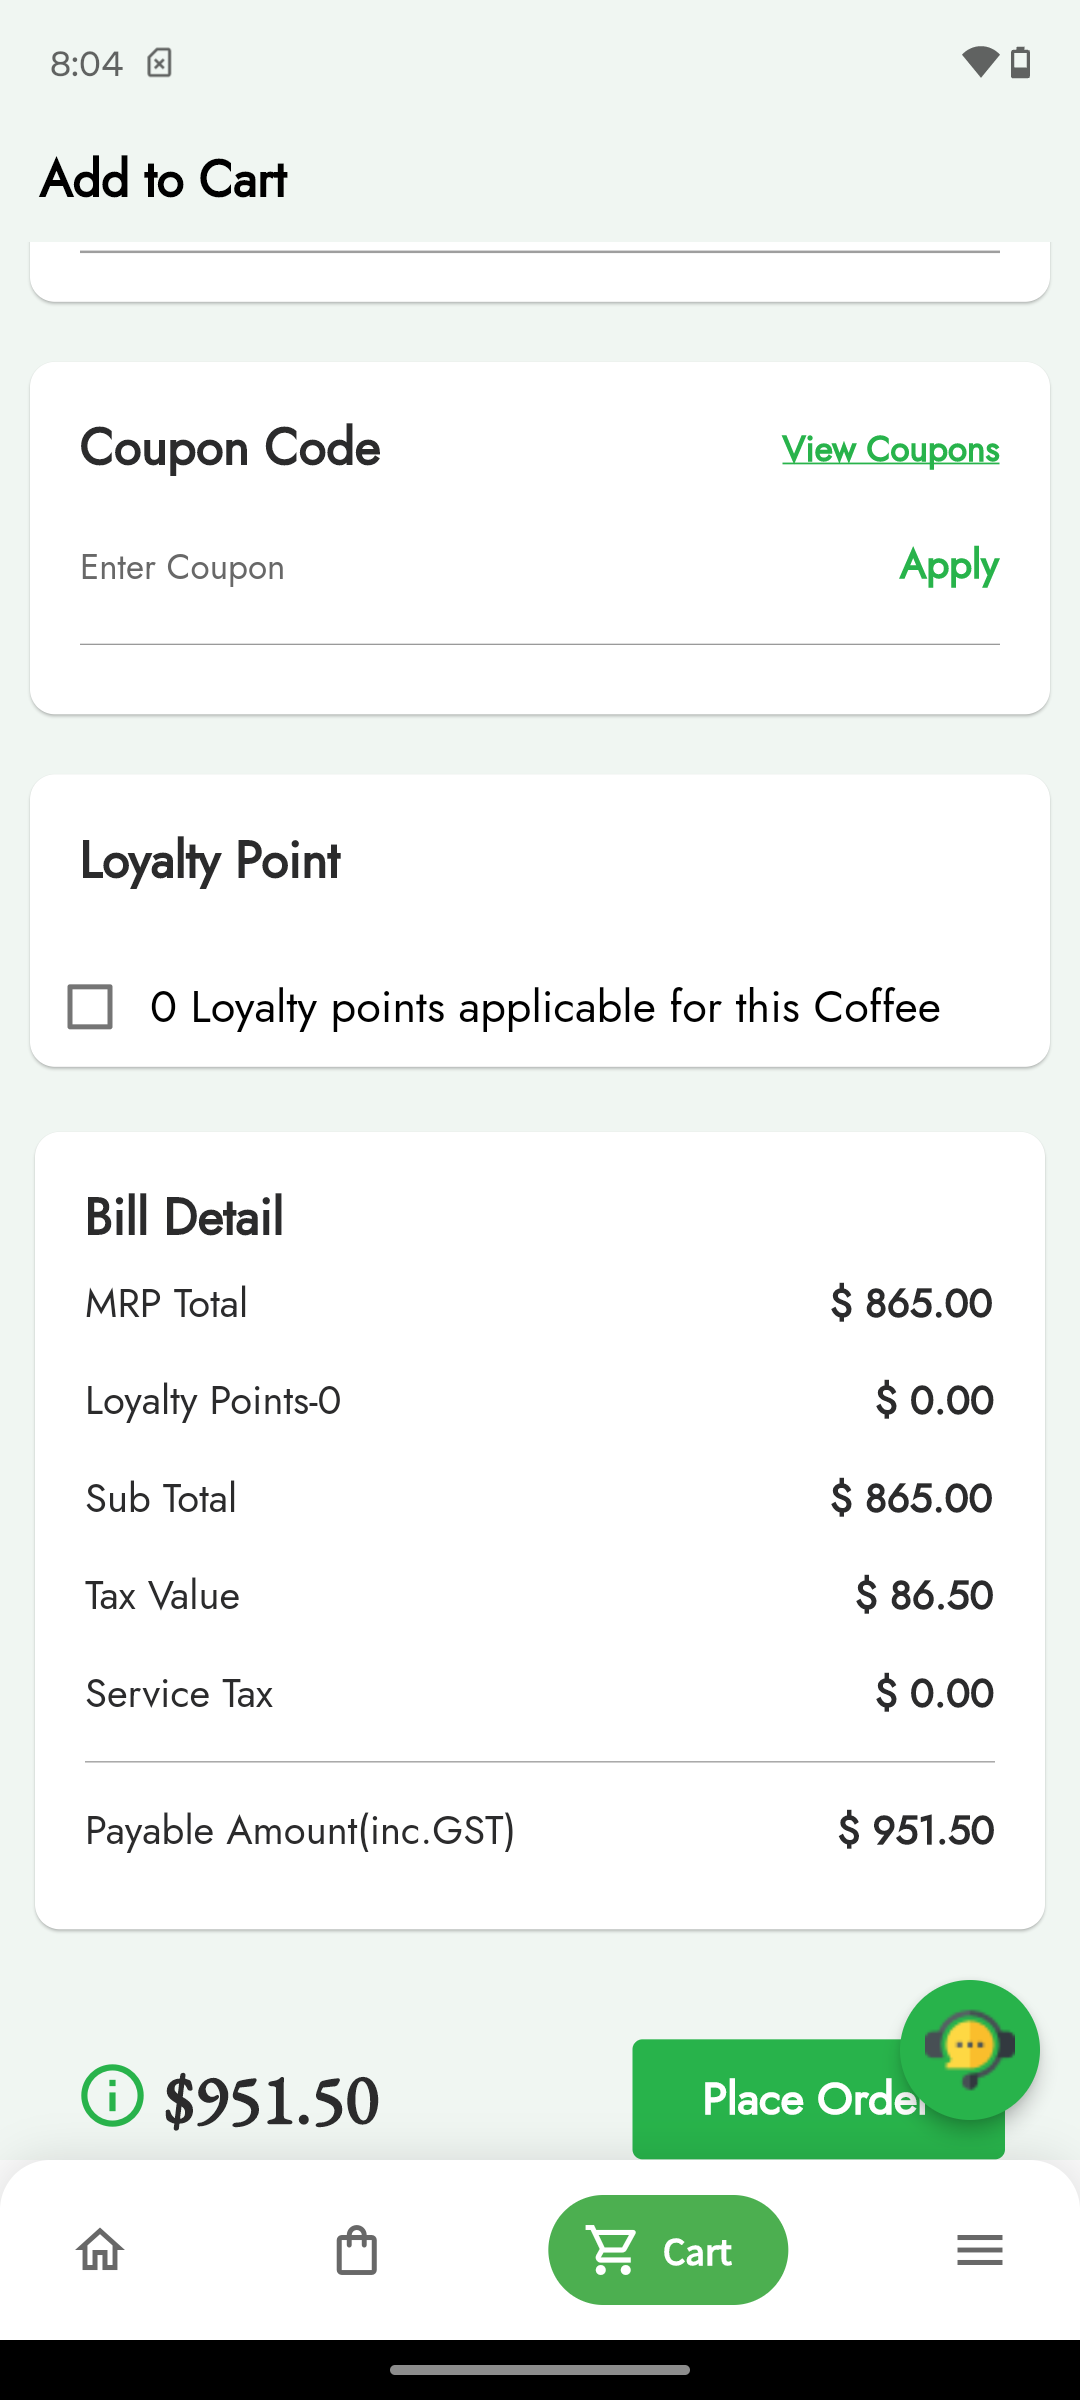 8:04
Add to Cart
Coupon Code
View Coupons
Enter Coupon
Apply
Loyalty Point
0 Loyalty points applicable for this Coffee
Bill Detail
MRP Total $ 865.00
Loyalty Points-0 $ 0.00
Sub Total $ 865.00
Tax Value $ 86.50
Service Tax $ 0.00
Payable Amount(inc.GST) $ 951.50
$951.50
Place Order
Cart